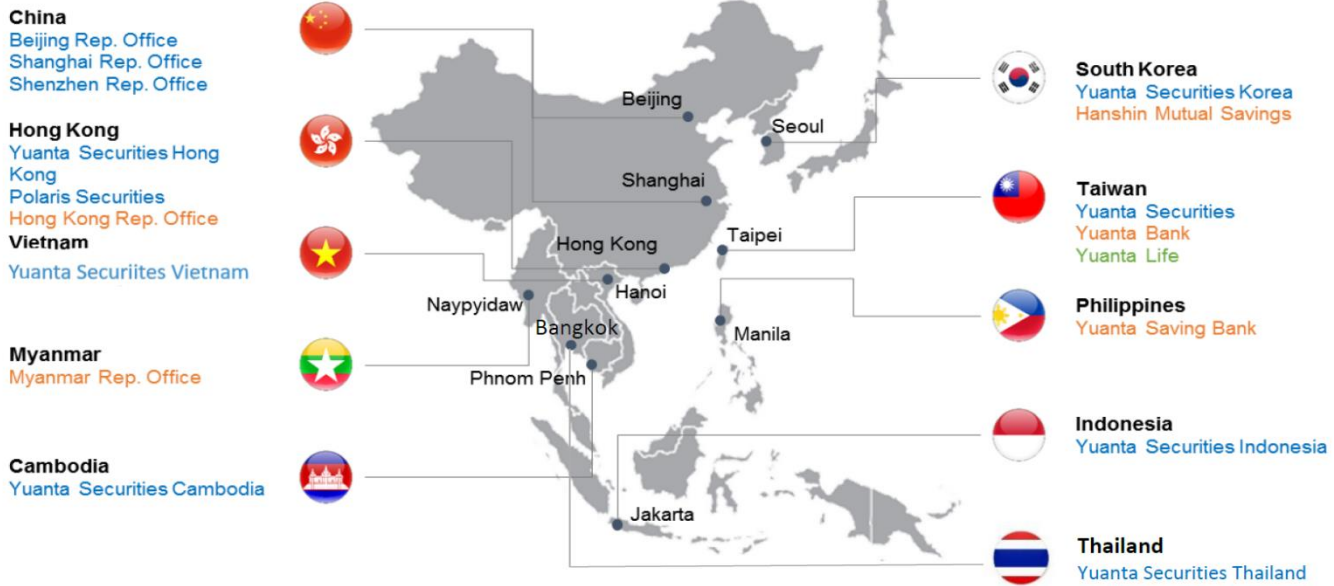 China
Beijing Rep. Office
Shanghai Rep. Office
Shenzhen Rep. Office
Hong Kong
Yuanta Securities Hong
Kong
Polaris Securities
Hong Kong Rep. Office
Vietnam
Yuanta Securiites Vietnam
Myanmar
Myanmar Rep. Office
Cambodia
Yuanta Securities Cambodia
Beijing
Seoul
Shanghai
Taipei
Hong Kong
Hanoi
Naypyidaw
Bangkok
Manila
Phnom Penh
Jakarta
South Korea
Yuanta Securities Korea
Hanshin Mutual Savings
Taiwan
Yuanta Securities
Yuanta Bank
Yuanta Life
Philippines
Yuanta Saving Bank
Indonesia
Yuanta Securities Indonesia
Thailand
Yuanta Securities Thailand